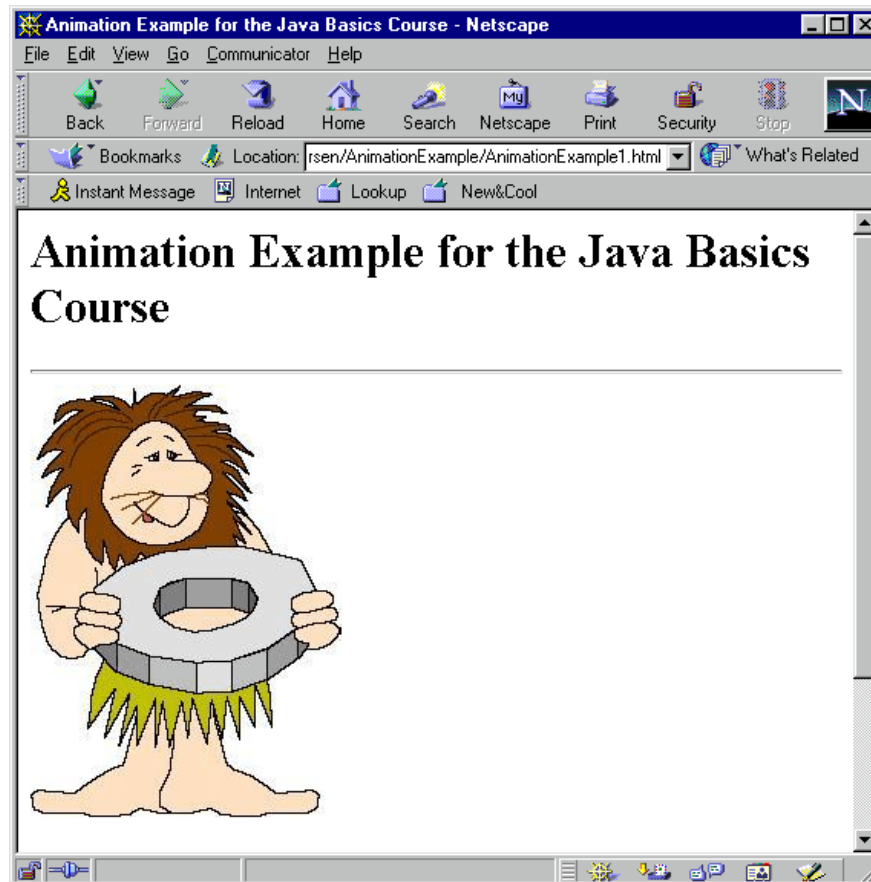 Animation Example for the Java Basics Course - Netscape
File Edit View Go Communicator Help
Back Forward Reload Home Search Netscape Print Security Stop
My
N
Bookmarks Location: rsen/AnimationExample/AnimationExample1.html What's Related
Instant Message Internet Lookup New&Cool
Animation Example for the Java Basics
Course